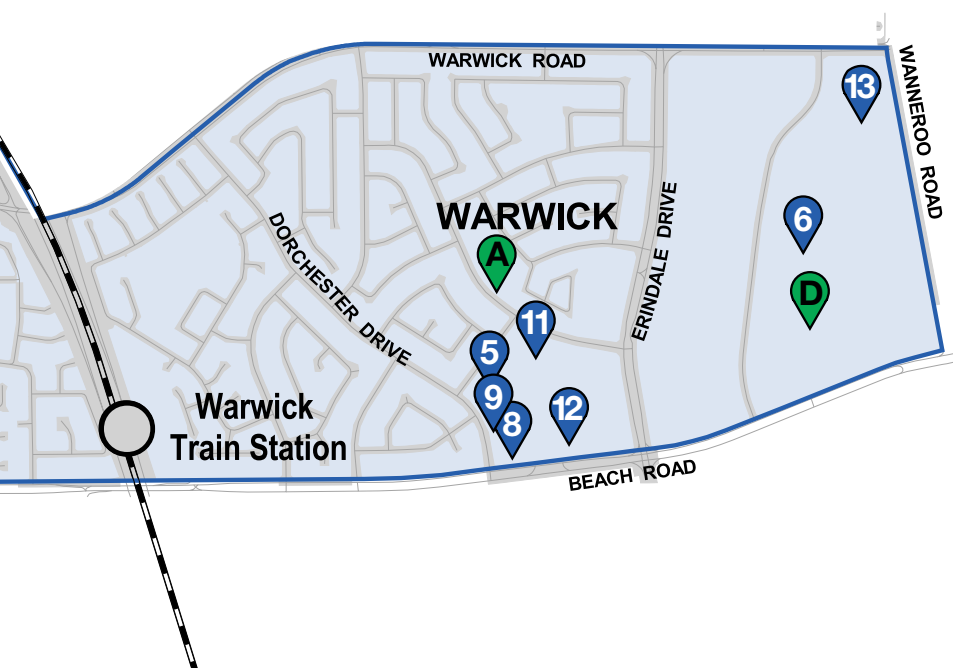 WARWICK ROAD
WANNEROO ROAD
13
DORCHESTER DRIVE
WARWICK
ERINDALE DRIVE
6
A
D
11
5
9
8
12
Warwick
Train Station
BEACH ROAD